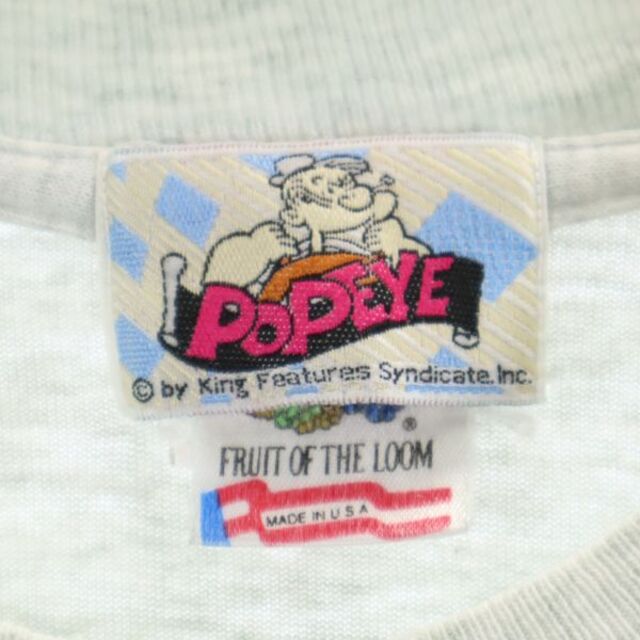 POPEYE
© by King Features Syndicate. Inc.
®
FRUIT OF THE LOOM
MADE IN U S A